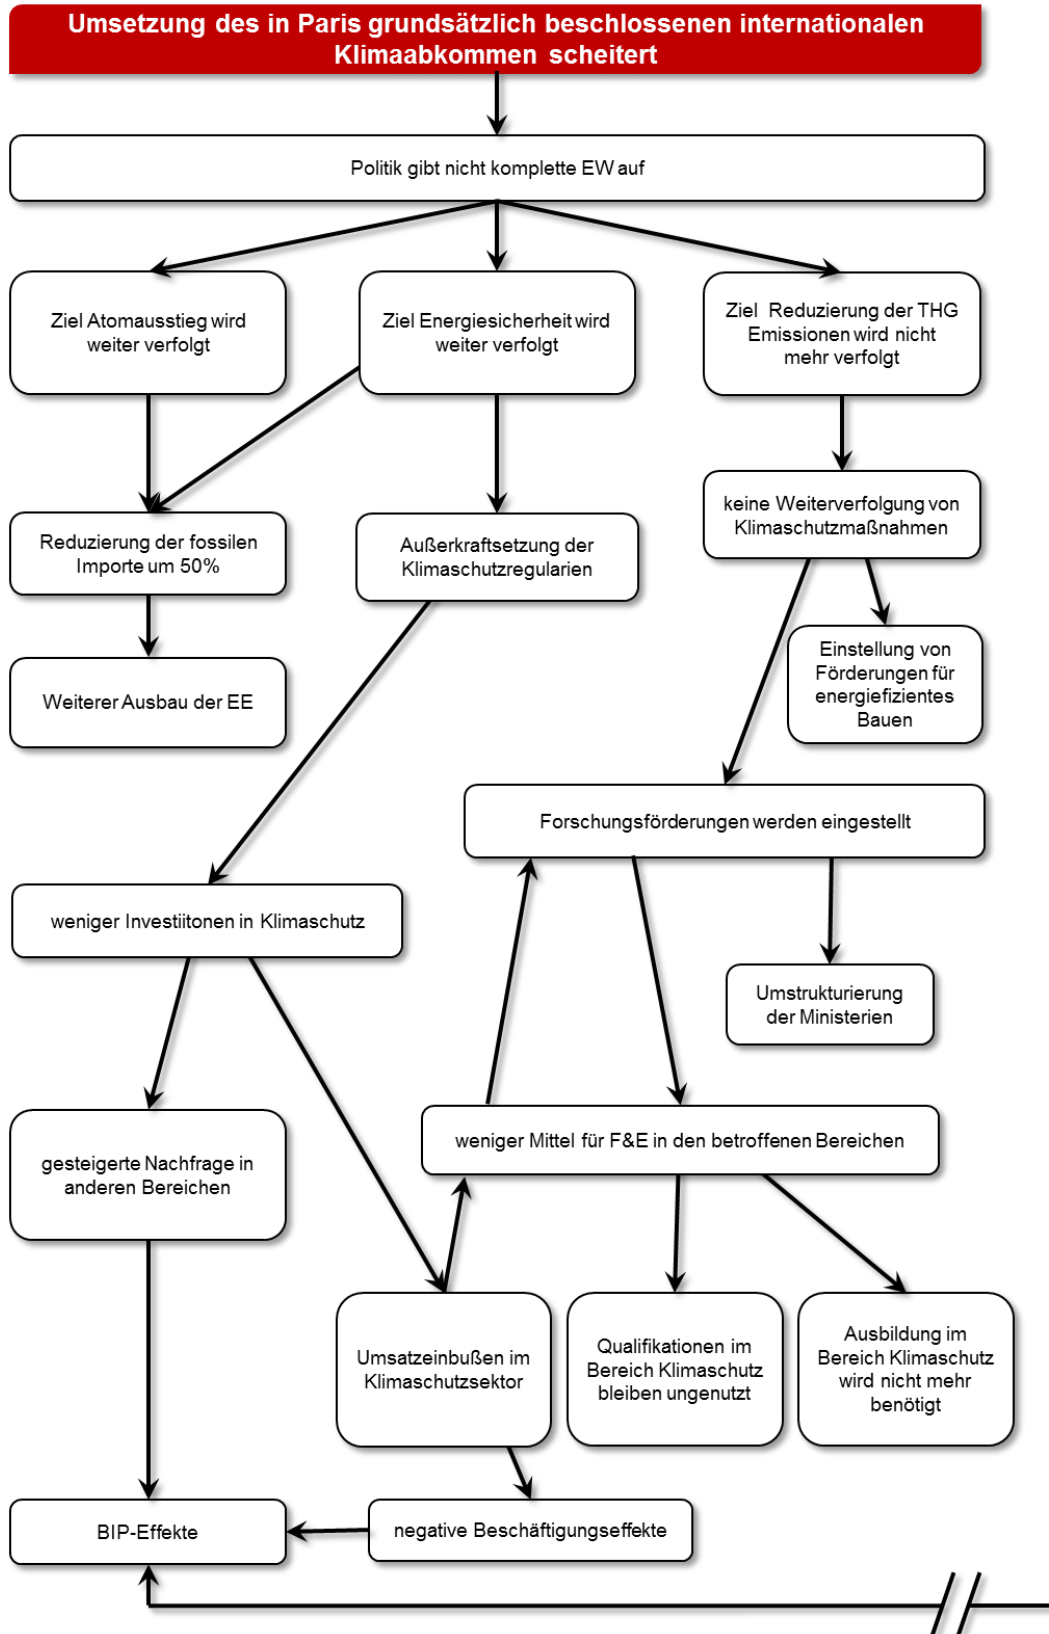 Umsetzung des in Paris grundsätzlich beschlossenen internationalen
Klimaabkommen scheitert
Politik gibt nicht komplette EW auf
Ziel Atomausstieg wird
weiter verfolgt
Ziel Energiesicherheit wird
weiter verfolgt
Ziel Reduzierung der THG
Emissionen wird nicht
mehr verfolgt
keine Weiterverfolgung von
Klimaschutzmaßnahmen
Reduzierung der fossilen
Importe um 50%
Außerkraftsetzung der
Klimaschutzregularien
Einstellung von
Förderungen für
energiefizientes
Bauen
Weiterer Ausbau der EE
Forschungsförderungen werden eingestellt
weniger Investiitonen in Klimaschutz
Umstrukturierung
der Ministerien
weniger Mittel für F&E in den betroffenen Bereichen
gesteigerte Nachfrage in
anderen Bereichen
Umsatzeinbußen im
Klimaschutzsektor
Qualifikationen im
Bereich Klimaschutz
bleiben ungenutzt
Ausbildung im
Bereich Klimaschutz
wird nicht mehr
benötigt
BIP-Effekte
negative Beschäftigungseffekte